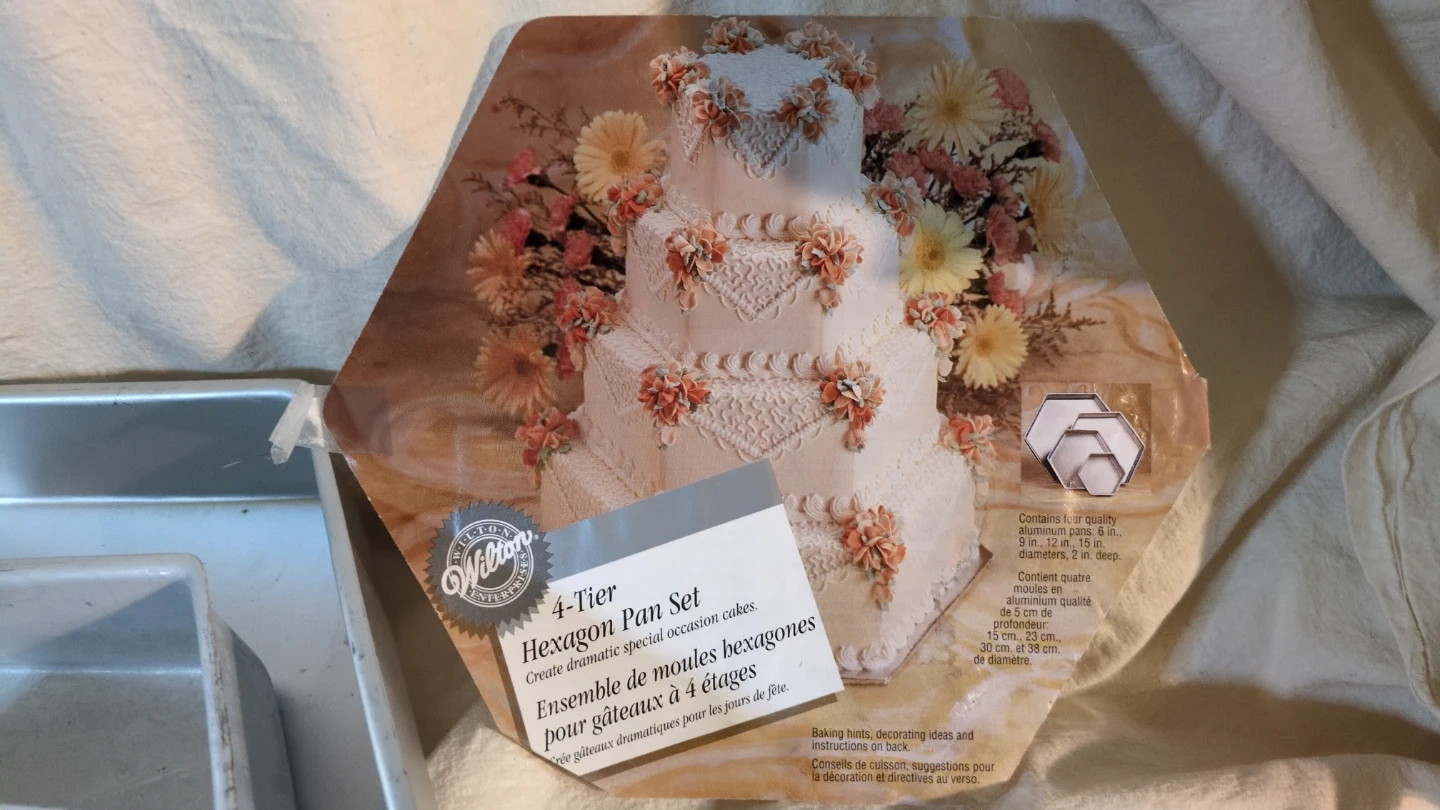 WILTON
Wilton
ENTERPRISES
4-Tier
Hexagon Pan Set
Create dramatic special occasion cakes.
Ensemble de moules hexagones
pour gâteaux à 4 étages
Crée gâteaux dramatiques pour les jours de fête.
Contains four quality
aluminum pans: 6 in.,
9 in., 12 in., 15 in.
diameters, 2 in. deep.
Contient quatre
moules en
aluminium qualité
de 5 cm de
profondeur:
15 cm., 23 cm.,
30 cm. et 38 cm.
de diamètre.
Baking hints, decorating ideas and
instructions on back.
Conseils de cuisson, suggestions pour
la décoration et directives au verso.